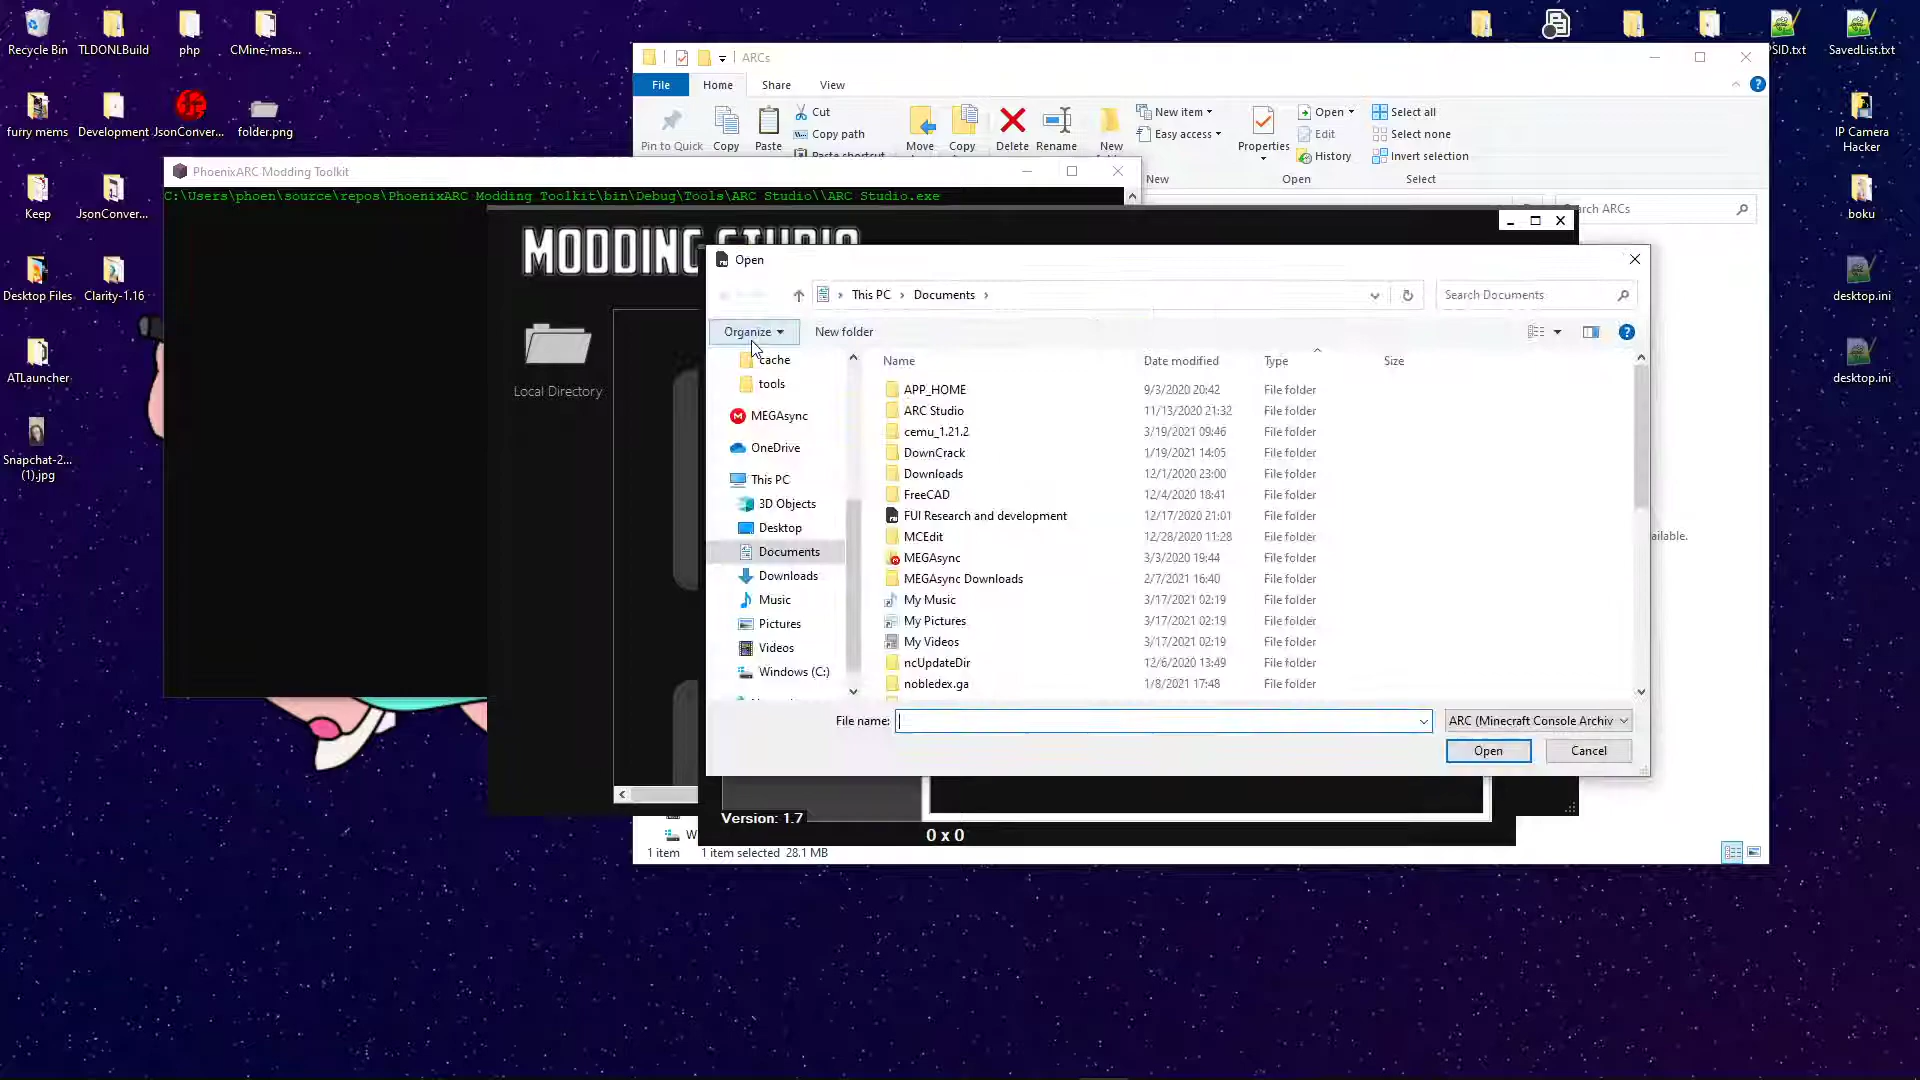 Recycle Bin
TLDONLBuild
php
CMine-mas...
furry mems
Development
JsonConver...
folder.png
Keep
JsonConver...
Desktop Files
Clarity-1.16
ATLauncher
Snapchat-2...
(1).jpg
PSID.txt
SavedList.txt
IP Camera
Hacker
boku
desktop.ini
desktop.ini
ARCs
File Home Share View
Pin to Quick
Copy
Paste
Cut
Copy path
Paste shortcut
Move
Copy
Delete
Rename
New
New item
Easy access
Properties
Open
Edit
History
Select all
Select none
Invert selection
New
Open
Select
Search ARCs
PhoenixARC Modding Toolkit
C:\Users\phoen\source\repos\PhoenixARC Modding Toolkit\bin\Debug\Tools\ARC Studio\\ARC Studio.exe
MODDING STUDIO
Local Directory
Open
This PC > Documents >
Search Documents
Organize New folder
cache
tools
MEGAsync
OneDrive
This PC
3D Objects
Desktop
Documents
Downloads
Music
Pictures
Videos
Windows (C:)
Name Date modified Type Size
APP_HOME 9/3/2020 20:42 File folder
ARC Studio 11/13/2020 21:32 File folder
cemu_1.21.2 3/19/2021 09:46 File folder
DownCrack 1/19/2021 14:05 File folder
Downloads 12/1/2020 23:00 File folder
FreeCAD 12/4/2020 18:41 File folder
FUI Research and development 12/17/2020 21:01 File folder
MCEdit 12/28/2020 11:28 File folder
MEGAsync 3/3/2020 19:44 File folder
MEGAsync Downloads 2/7/2021 16:40 File folder
My Music 3/17/2021 02:19 File folder
My Pictures 3/17/2021 02:19 File folder
My Videos 3/17/2021 02:19 File folder
ncUpdateDir 12/6/2020 13:49 File folder
nobledex.ga 1/8/2021 17:48 File folder
File name:
ARC (Minecraft Console Archiv
Open
Cancel
ailable.
Version: 1.7
0 x 0
W
1 item 1 item selected 28.1 MB